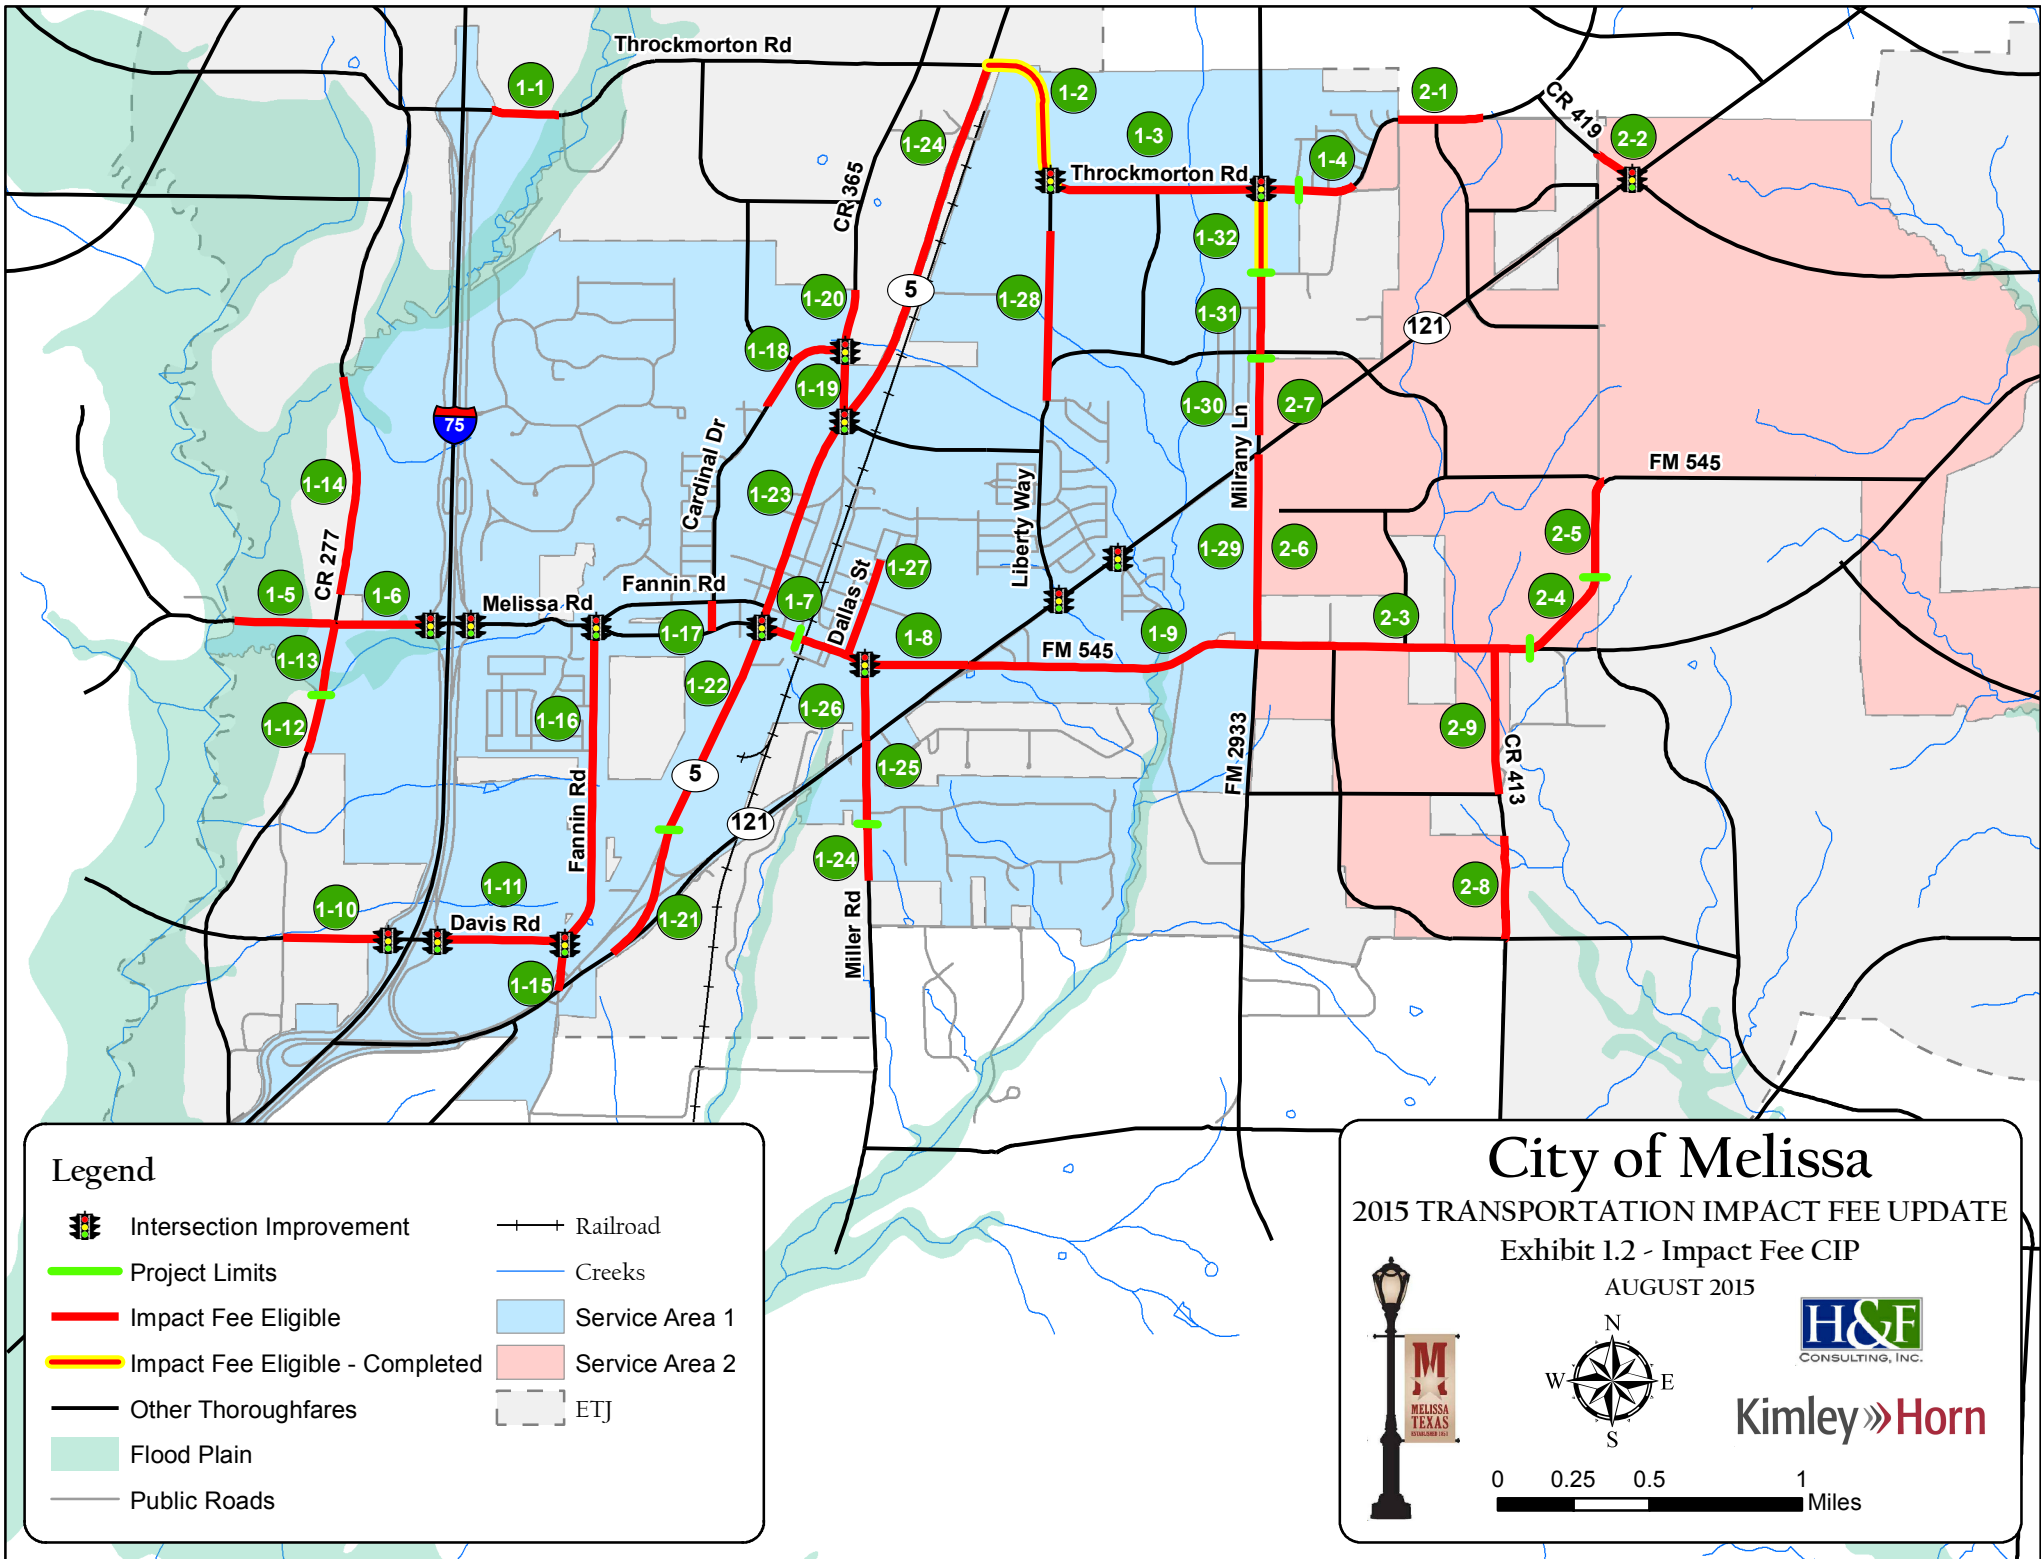 Throckmorton Rd
1-1
1-2
2-1
CR 419
2-2
1-24
1-3
1-4
Throckmorton Rd
CR 365
1-32
5
1-20
1-28
1-31
121
1-18
1-19
1-30
2-7
Milrany Ln
75
Cardinal Dr
FM 545
1-14
1-23
Liberty Way
CR 277
1-29
2-6
2-5
1-27
Dallas St
1-5
1-6
Fannin Rd
Melissa Rd
1-7
2-4
1-17
1-8
1-9
2-3
FM 545
1-13
1-22
1-26
1-12
1-16
2-9
FM 2933
CR 413
5
1-25
121
Fannin Rd
1-24
1-11
2-8
1-10
Davis Rd
1-21
Miller Rd
1-15
Legend
Intersection Improvement
Project Limits
Impact Fee Eligible
Impact Fee Eligible - Completed
Other Thoroughfares
Flood Plain
Public Roads
Railroad
Creeks
Service Area 1
Service Area 2
ETJ
City of Melissa
2015 TRANSPORTATION IMPACT FEE UPDATE
Exhibit 1.2 - Impact Fee CIP
AUGUST 2015
M
MELISSA
TEXAS
ESTABLISHED 1853
N
W
E
S
H&F
CONSULTING, INC.
Kimley»Horn
0 0.25 0.5 1
Miles